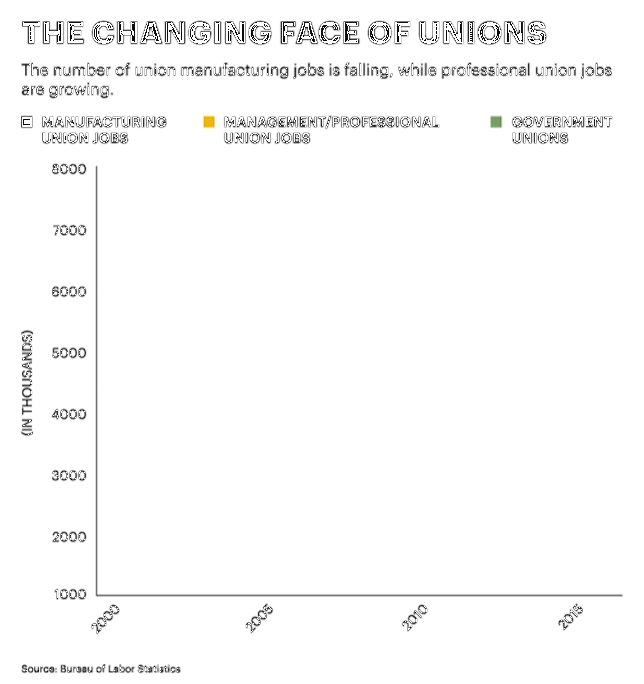 THE CHANGING FACE OF UNIONS
The number of union manufacturing jobs is falling, while professional union jobs
are growing.
MANUFACTURING
UNION JOBS
MANAGEMENT/PROFESSIONAL
UNION JOBS
GOVERNMENT
UNIONS
8000
7000
6000
5000
4000
3000
2000
1000
(IN THOUSANDS)
2000
2005
2010
2015
Source: Bureau of Labor Statistics